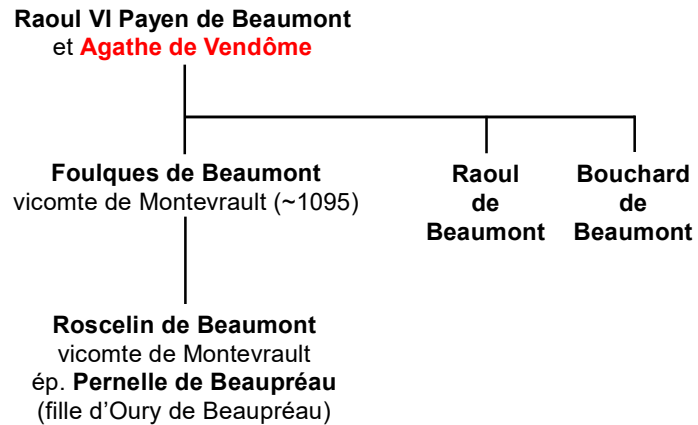 Raoul VI Payen de Beaumont
et Agathe de Vendôme
Foulques de Beaumont
vicomte de Montevrault (~1095)
Raoul
de
Beaumont
Bouchard
de
Beaumont
Roscelin de Beaumont
vicomte de Montevrault
ép. Pernelle de Beaupréau
(fille d’Oury de Beaupréau)